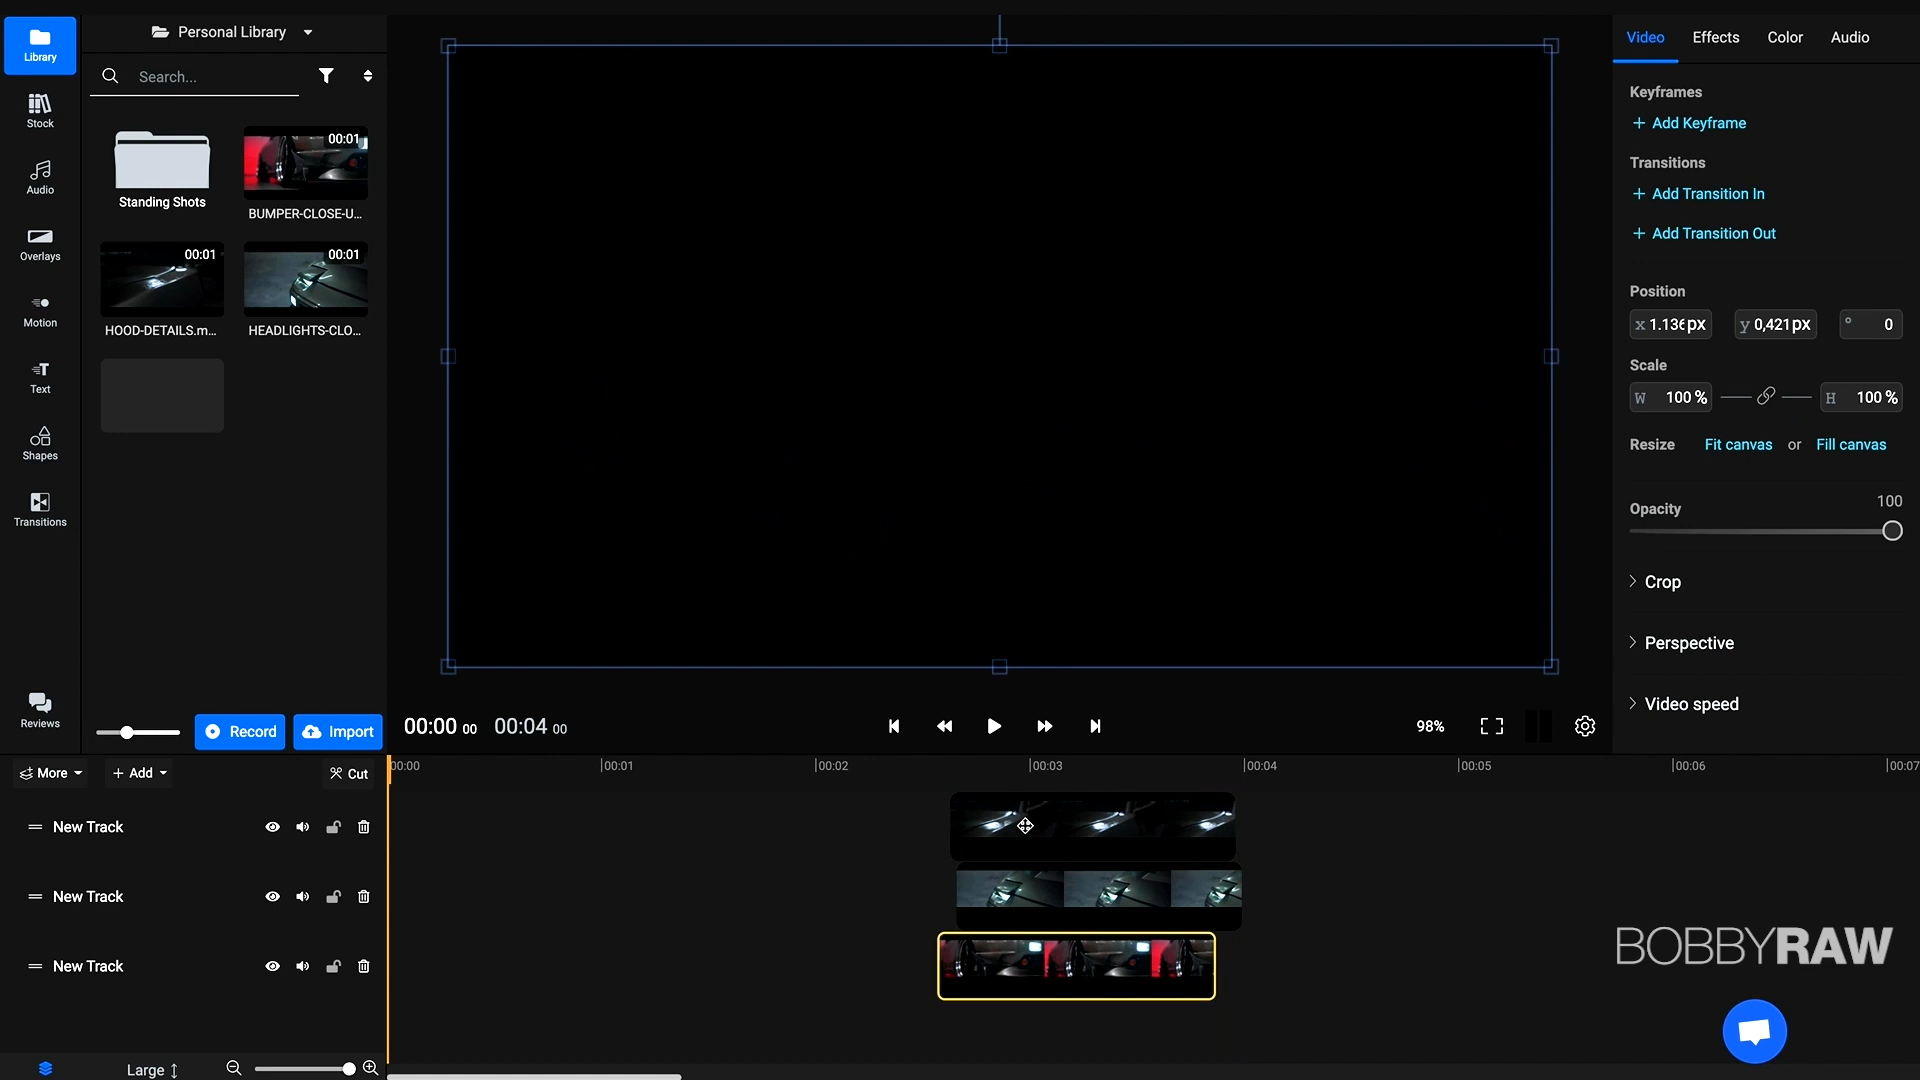 Library
Stock
Audio
Overlays
Motion
Text
Shapes
Transitions
Reviews
Personal Library
Search...
Standing Shots
00:01
BUMPER-CLOSE-U...
00:01
HOOD-DETAILS.m...
00:01
HEADLIGHTS-CLO...
Record
Import
00:00 00
00:04 00
98%
Video
Effects
Color
Audio
Keyframes
+ Add Keyframe
Transitions
+ Add Transition In
+ Add Transition Out
Position
x 1.136px
y 0,421px
° 0
Scale
W 100 %
H 100 %
Resize
Fit canvas or Fill canvas
Opacity
100
Crop
Perspective
Video speed
More
+ Add
Cut
00:00
00:01
00:02
00:03
00:04
00:05
00:06
00:07
New Track
New Track
New Track
Large
BOBBYRAW